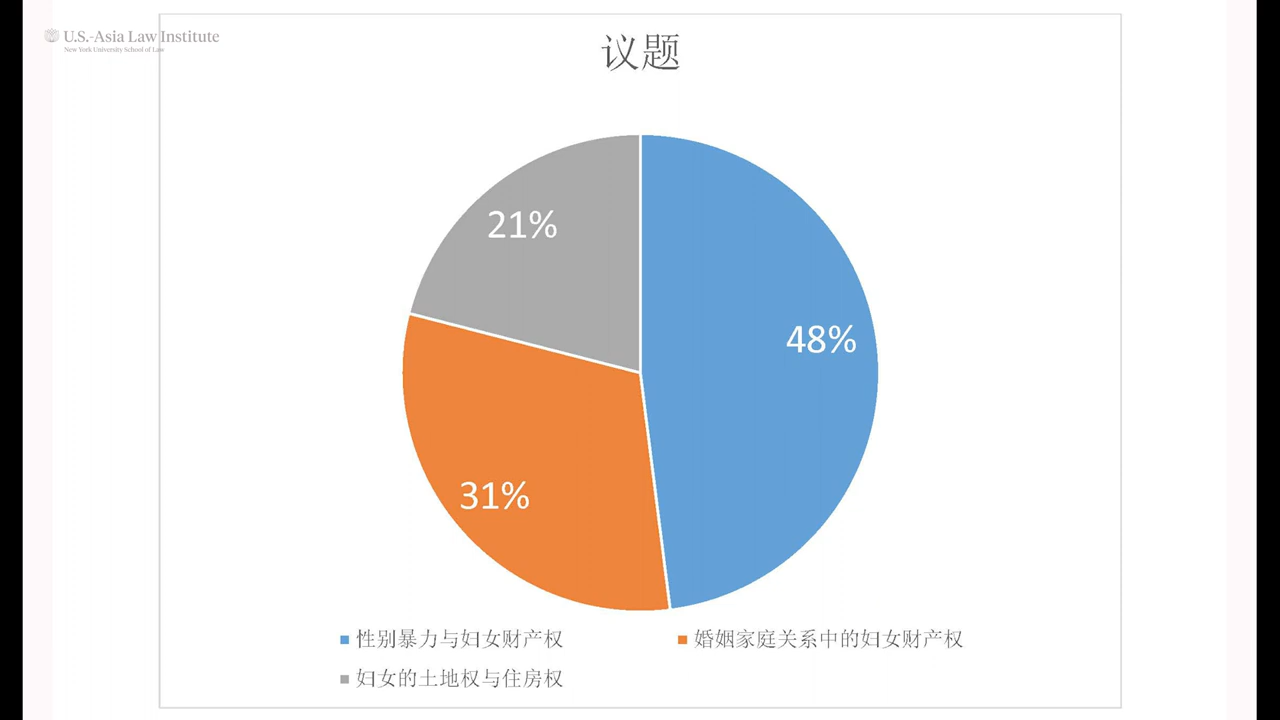 U.S.-Asia Law Institute
New York University School of Law
议题
21%
48%
31%
性别暴力与妇女财产权
婚姻家庭关系中的妇女财产权
妇女的土地权与住房权